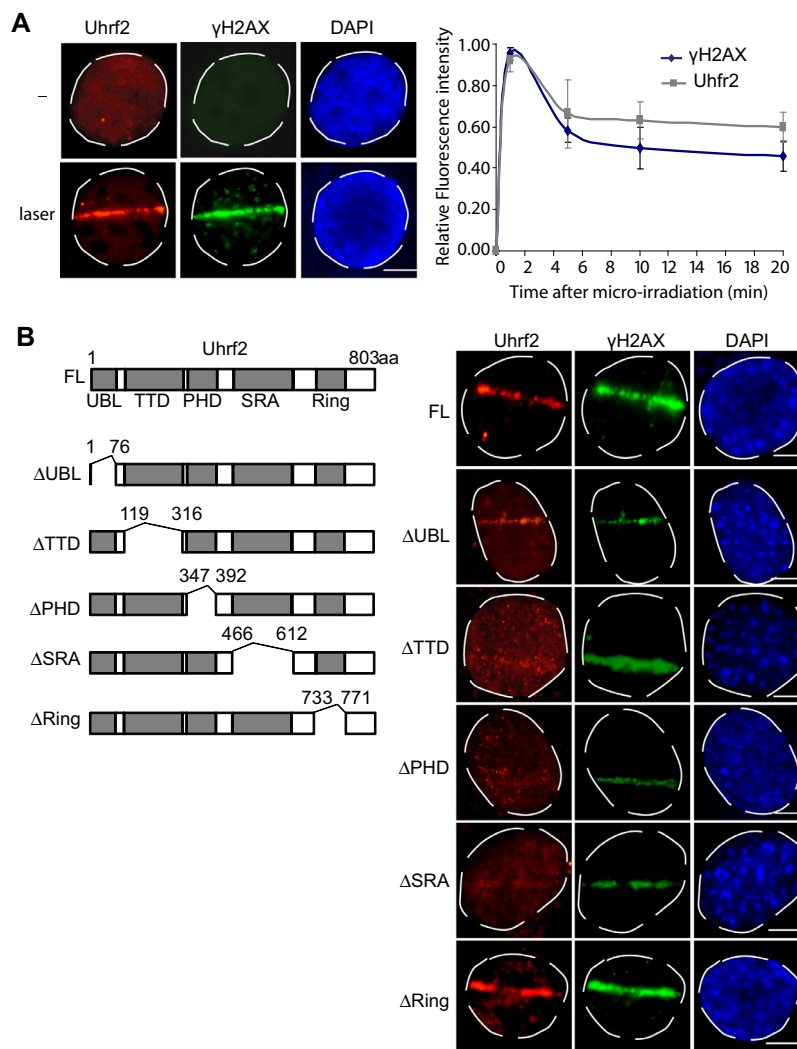 A
Uhrf2
γH2AX
DAPI
–
laser
Relative Fluorescence intensity
1.00
0.80
0.60
0.40
0.20
0.00
0 2 4 6 8 10 12 14 16 18 20
Time after micro-irradiation (min)
γH2AX
Uhfr2
B
1 Uhrf2 803aa
FL
UBL TTD PHD SRA Ring
1 76
ΔUBL
119 316
ΔTTD
347 392
ΔPHD
466 612
ΔSRA
733 771
ΔRing
Uhrf2 γH2AX DAPI
FL
ΔUBL
ΔTTD
ΔPHD
ΔSRA
ΔRing